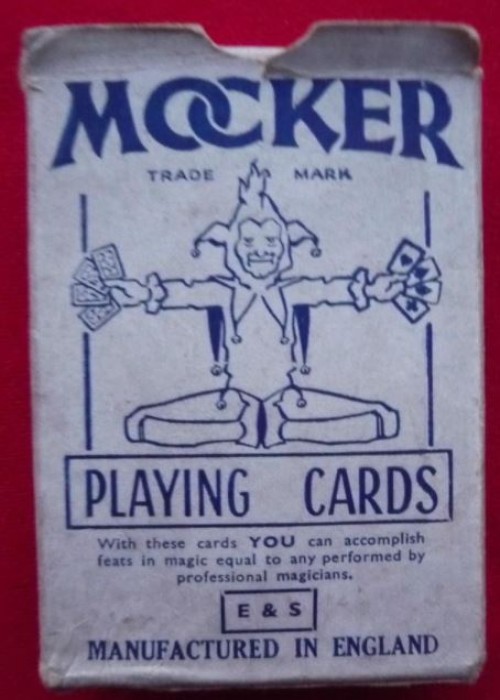 MOCKER
TRADE MARK
PLAYING CARDS
With these cards YOU can accomplish
feats in magic equal to any performed by
professional magicians.
E & S
MANUFACTURED IN ENGLAND